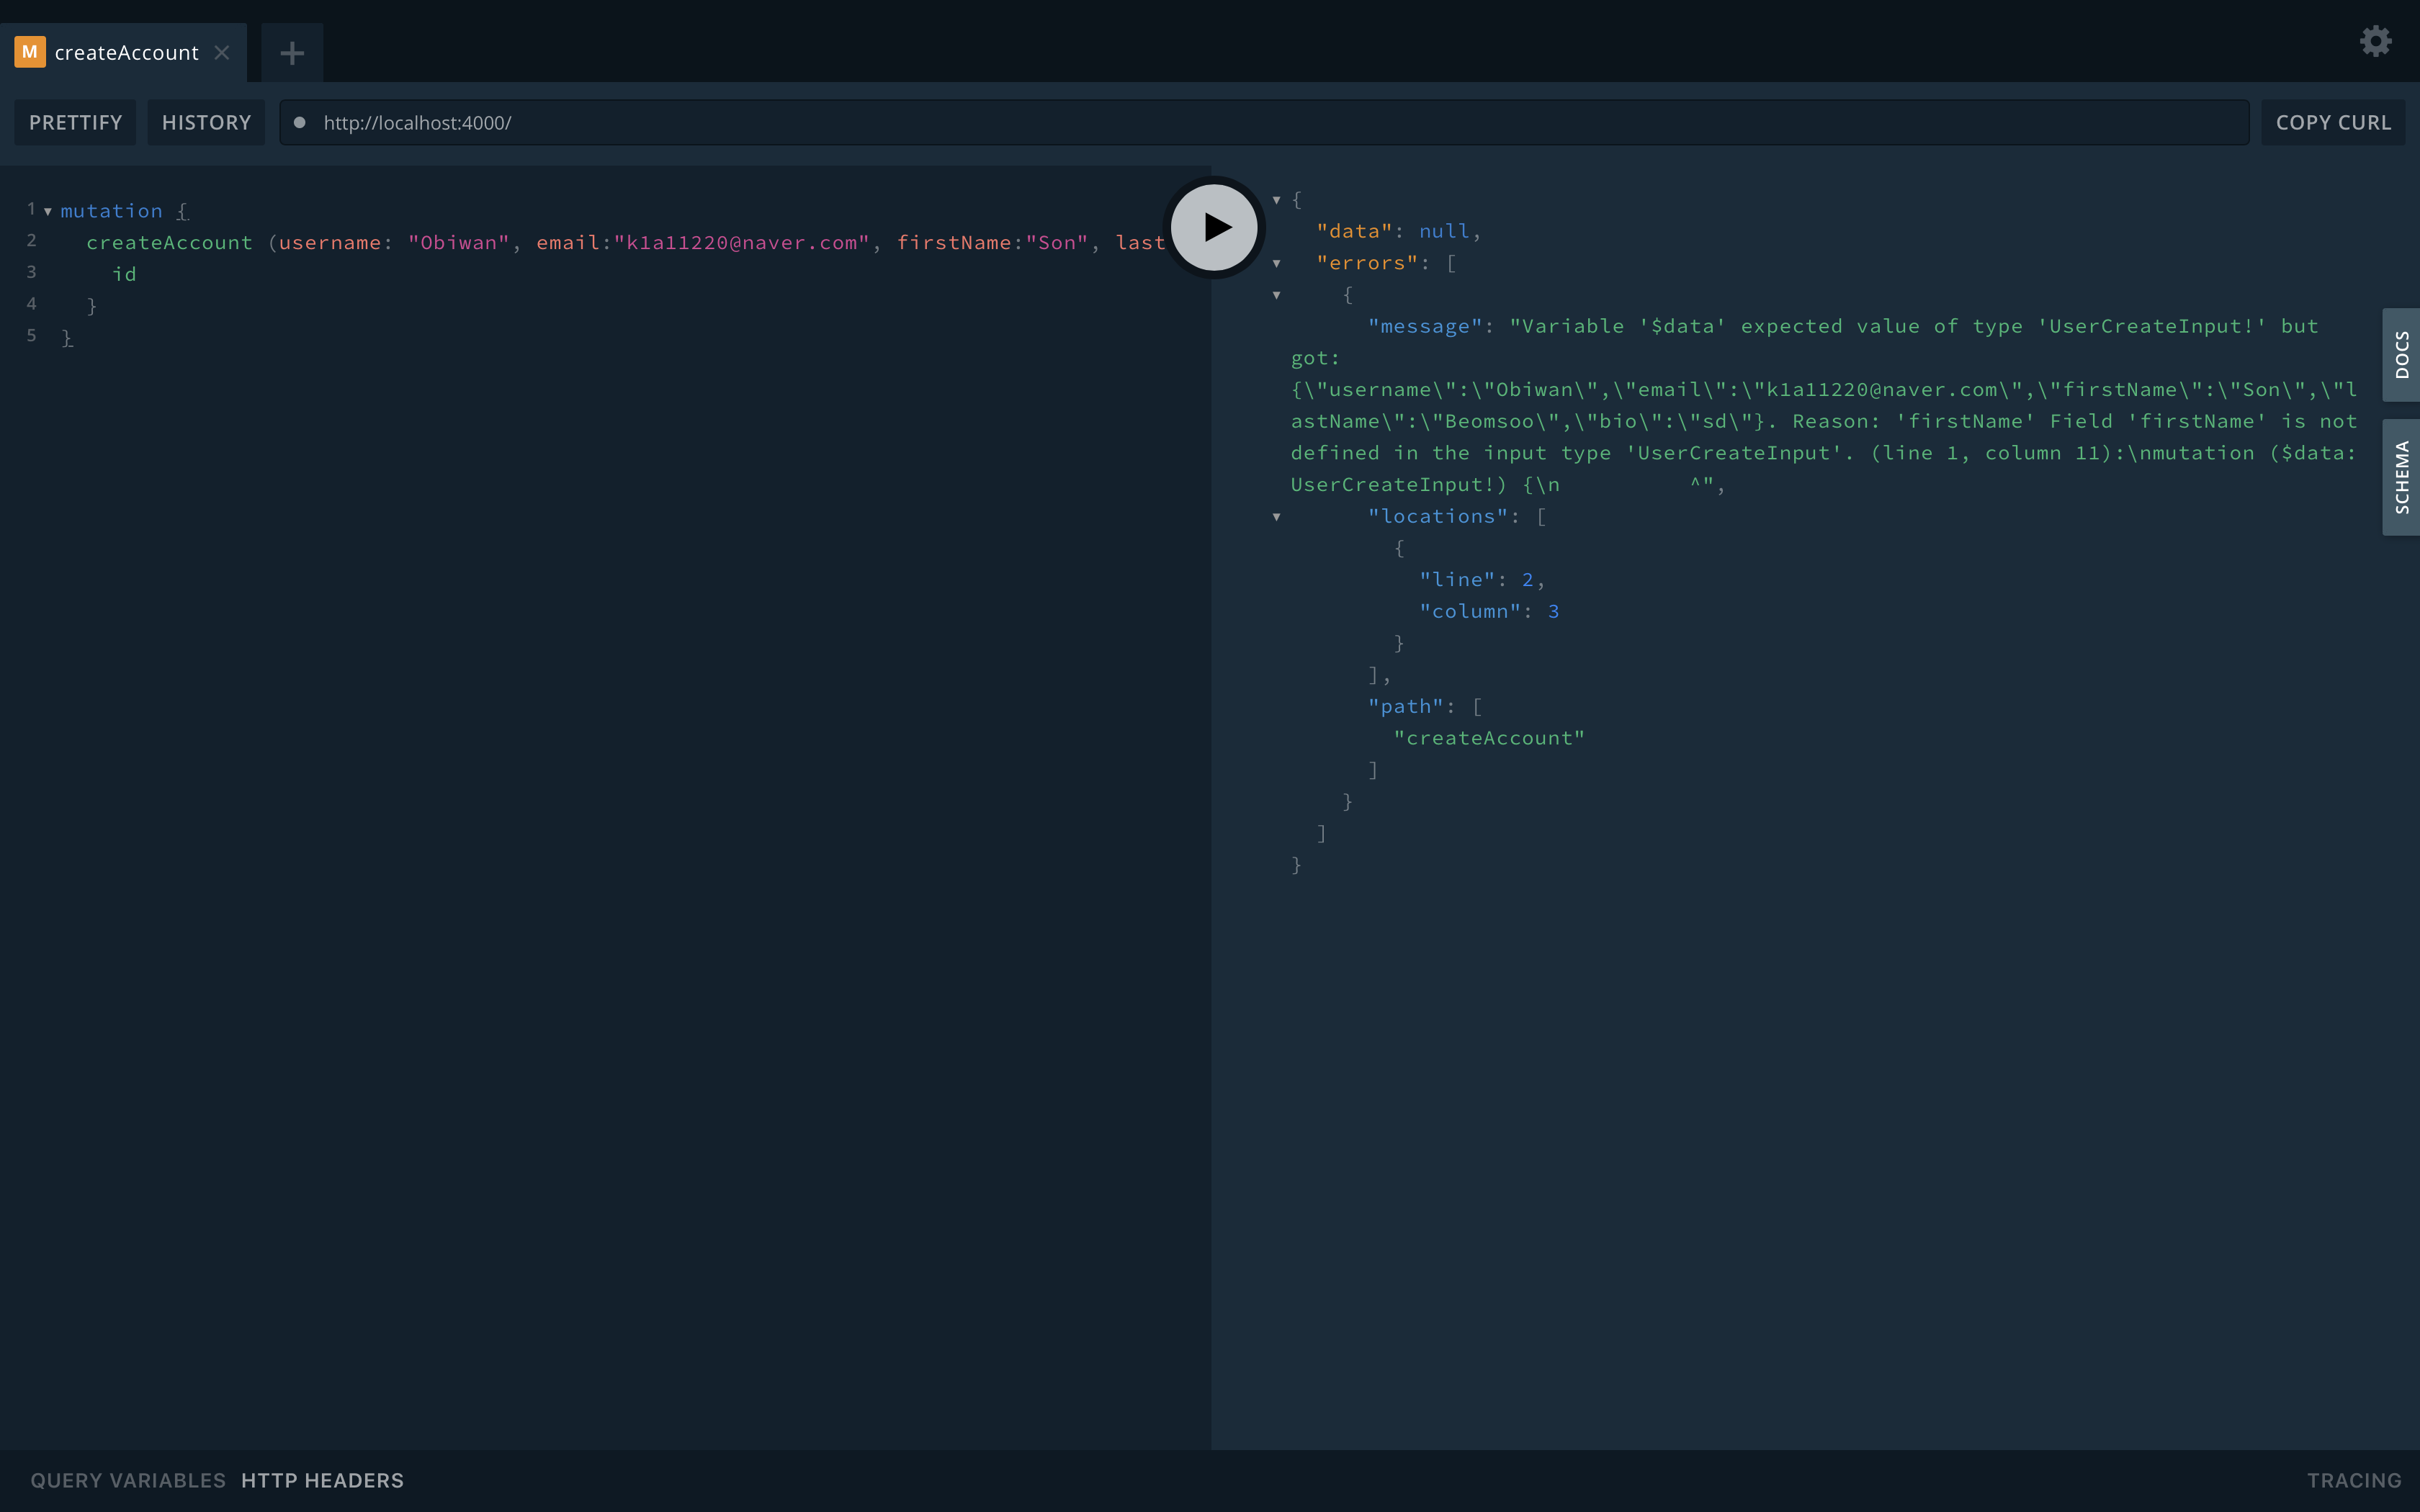 M createAccount
PRETTIFY HISTORY http://localhost:4000/ COPY CURL
1 mutation {
2 createAccount (username: "Obiwan", email:"k1a11220@naver.com", firstName:"Son", last
3 id
4 }
5 }
{
"data": null,
"errors": [
{
"message": "Variable '$data' expected value of type 'UserCreateInput!' but
got:
{\"username\":\"Obiwan\",\"email\":\"k1a11220@naver.com\",\"firstName\":\"Son\",\"l
astName\":\"Beomsoo\",\"bio\":\"sd\"}. Reason: 'firstName' Field 'firstName' is not
defined in the input type 'UserCreateInput'. (line 1, column 11):\nmutation ($data:
UserCreateInput!) {\n          ^",
"locations": [
{
"line": 2,
"column": 3
}
],
"path": [
"createAccount"
]
}
]
}
DOCS
SCHEMA
QUERY VARIABLES HTTP HEADERS
TRACING